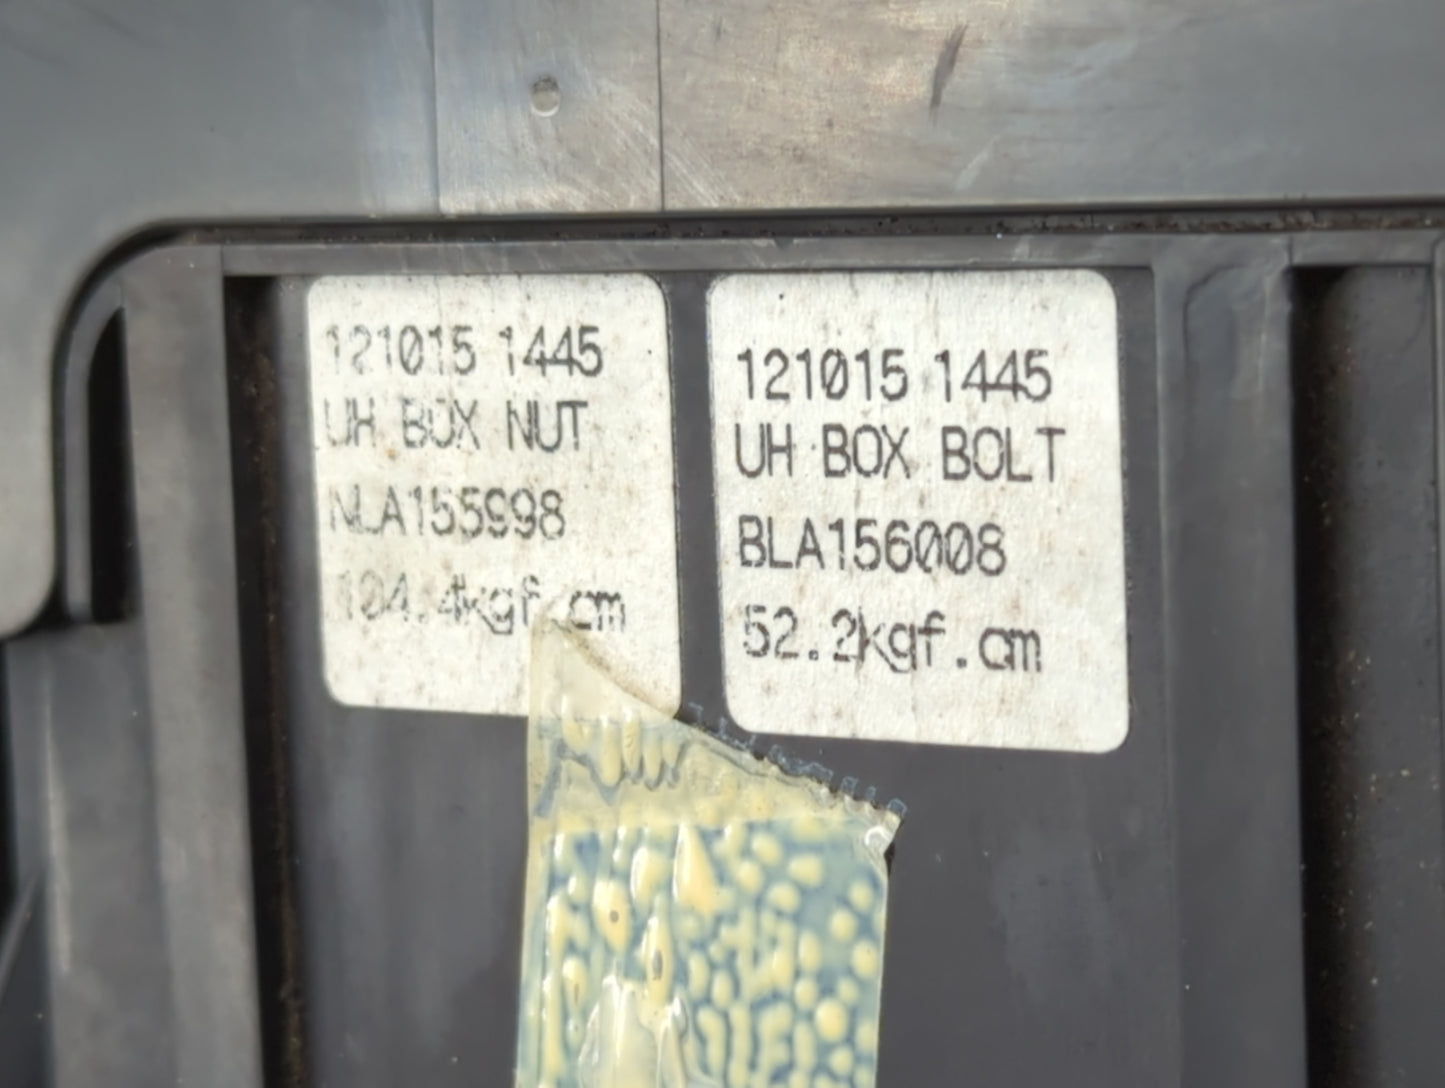 121015 1445
UH BOX NUT
NLA155998
104.4kgf.cm
121015 1445
UH BOX BOLT
BLA156008
52.2kgf.cm